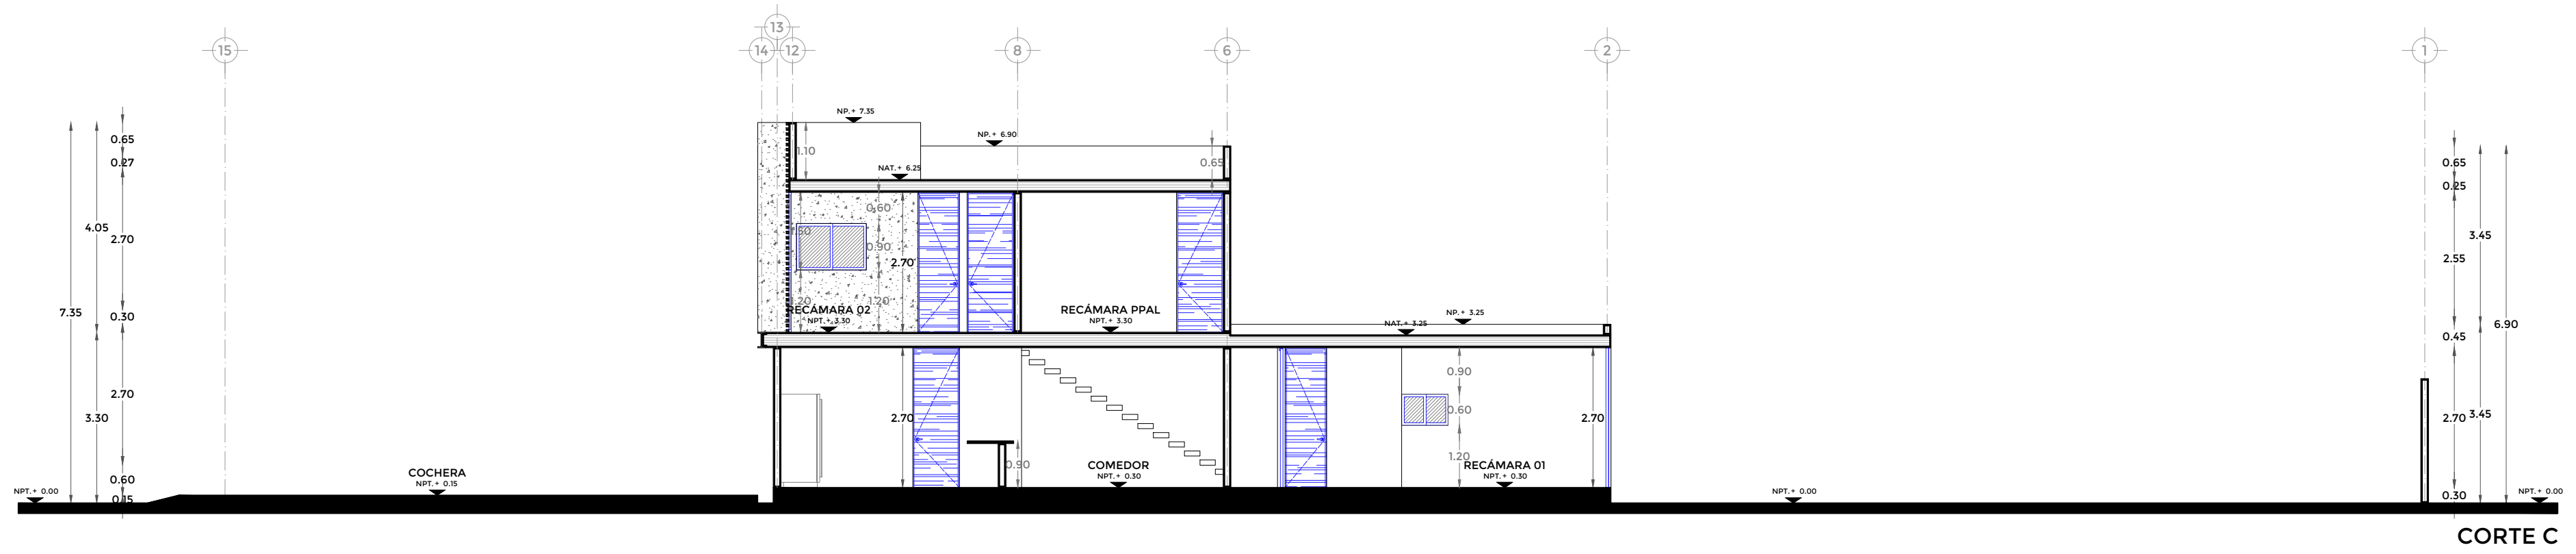 13
15
14
12
8
6
2
1
NP.+ 7.35
NP.+ 6.90
NAT.+ 6.25
1.10
0.65
0.65
0.27
4.05
2.70
0.30
7.35
2.70
3.30
0.60
0.15
NPT.+ 0.00
COCHERA
NPT.+ 0.15
0.60
0.90
2.70
1.20
1.20
RECÁMARA 02
NPT.+ 3.30
RECÁMARA PPAL
NPT.+ 3.30
NP.+ 3.25
NAT.+ 3.25
2.70
0.90
COMEDOR
NPT.+ 0.30
0.90
0.60
1.20
2.70
RECÁMARA 01
NPT.+ 0.30
NPT.+ 0.00
0.65
0.25
3.45
2.55
6.90
0.45
2.70
3.45
0.30
NPT.+ 0.00
CORTE C